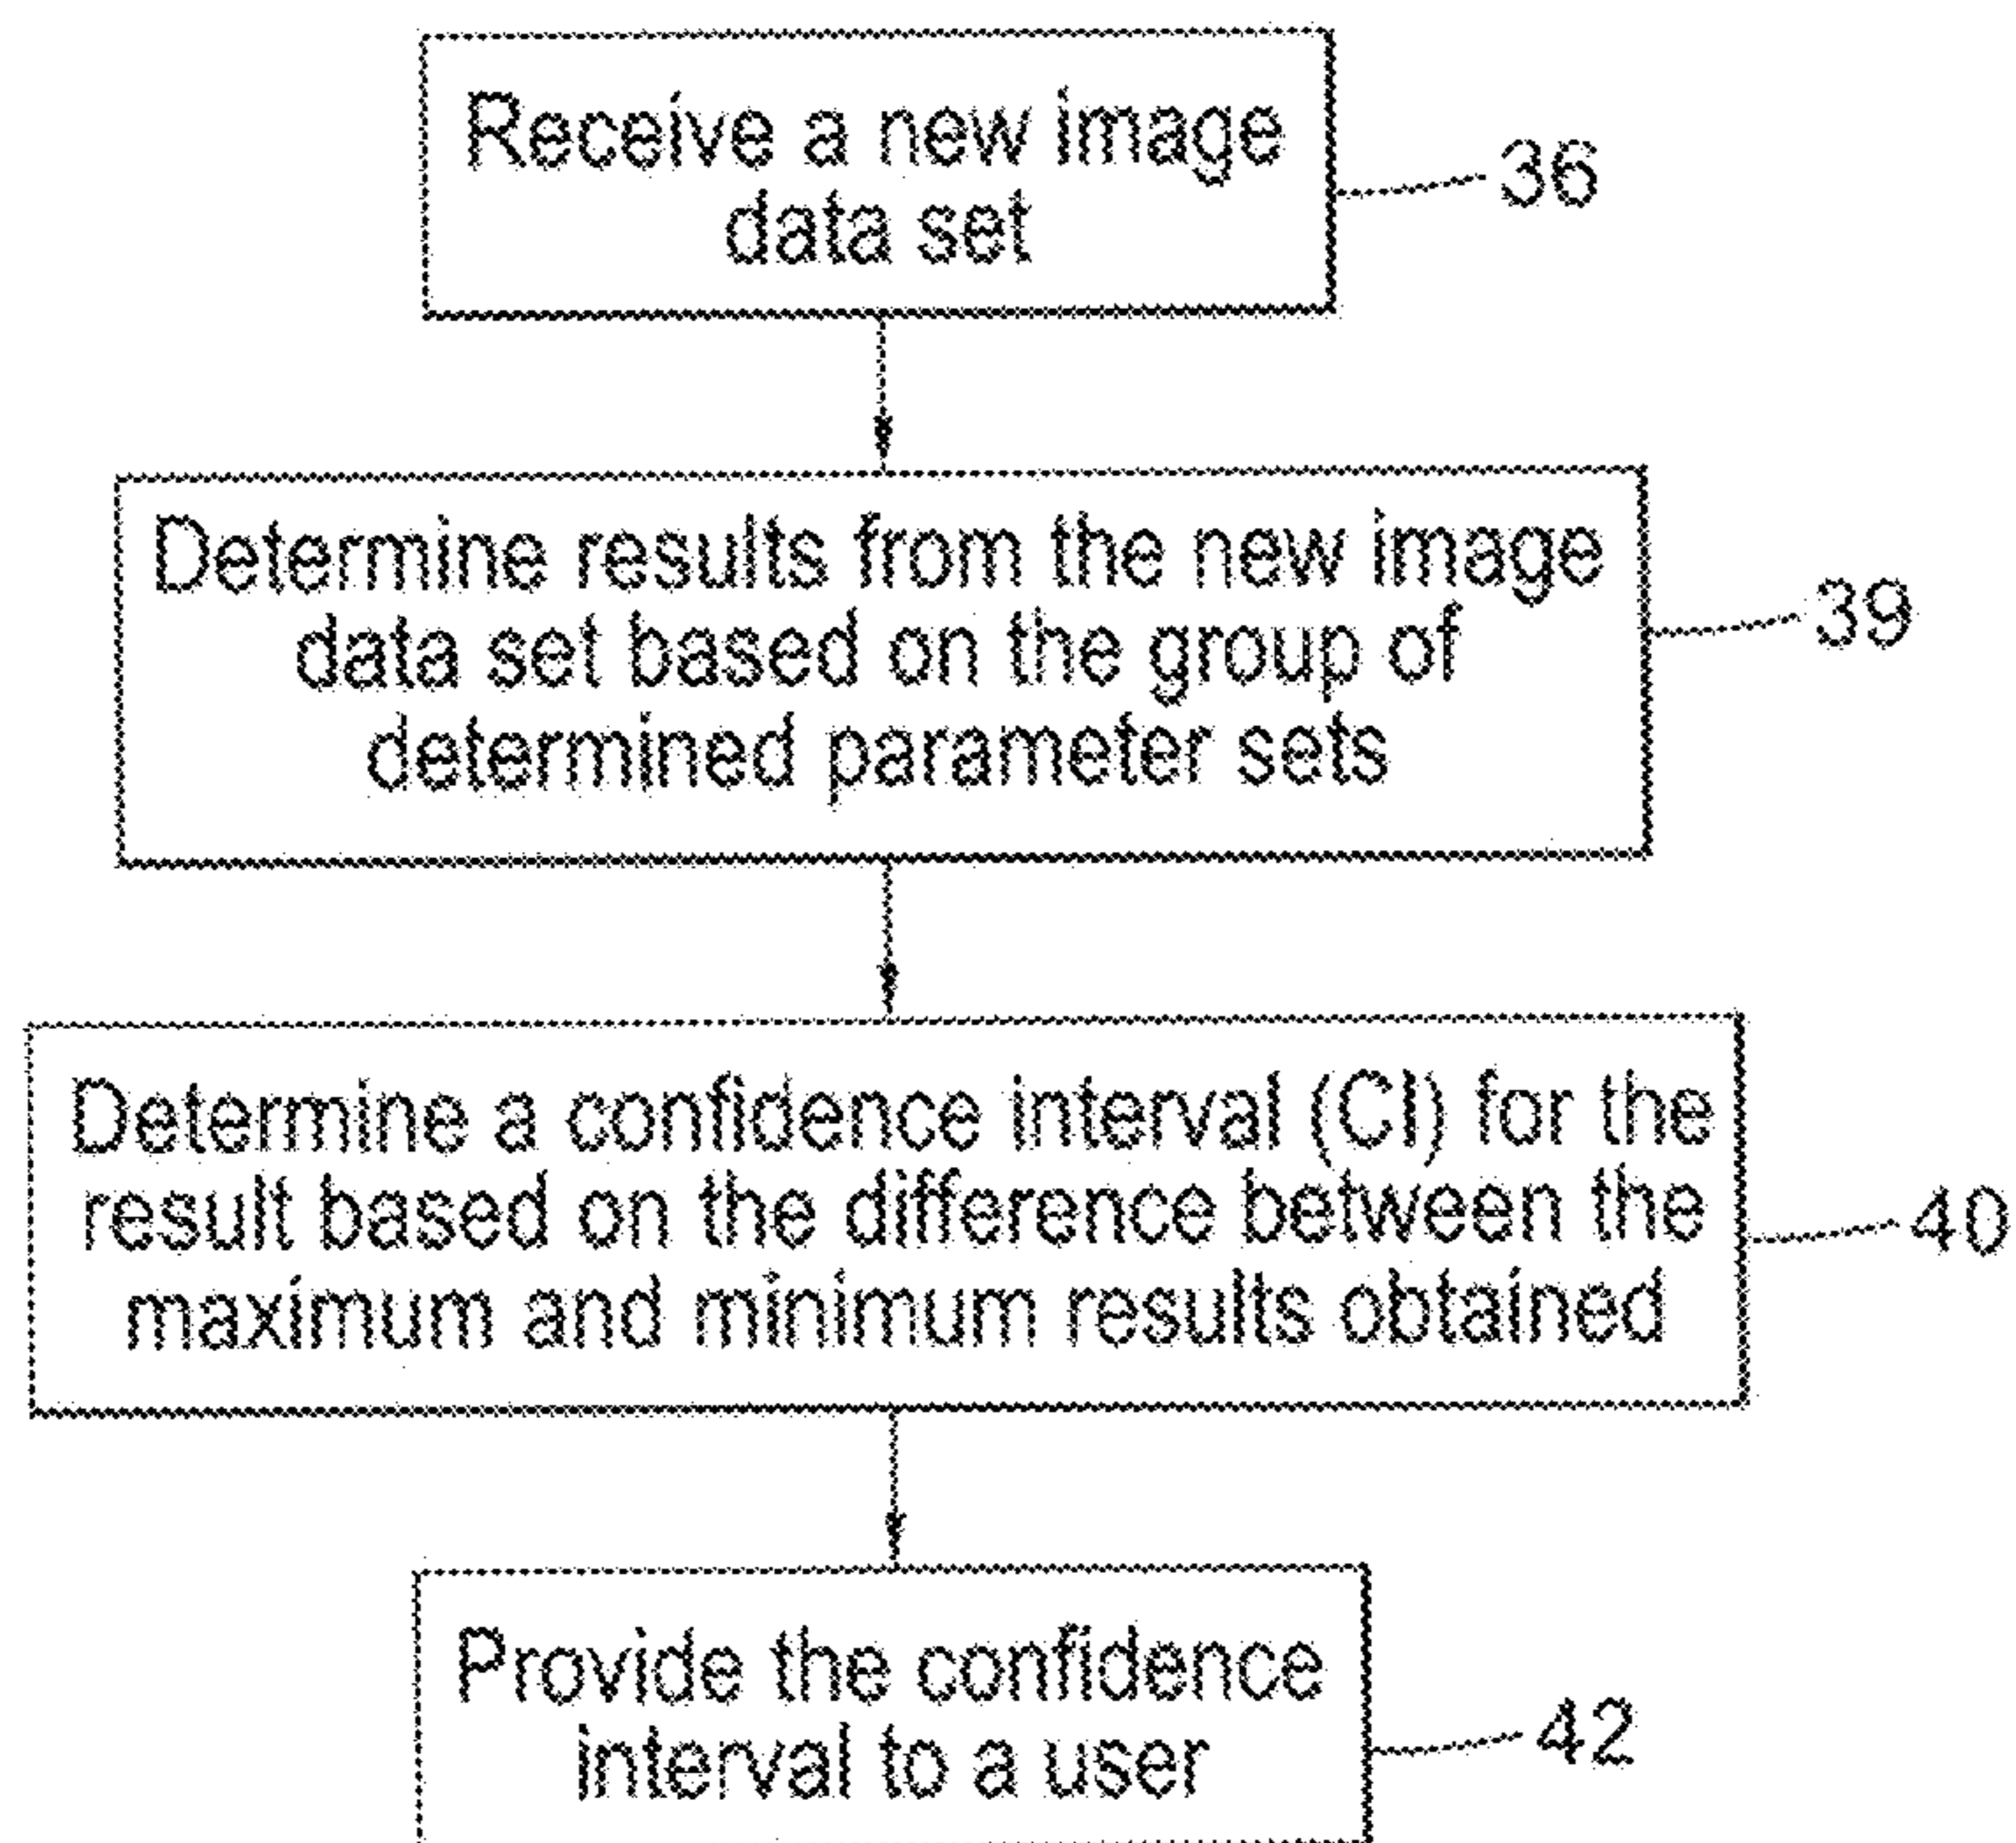 Receive a new image
data set
36
Determine results from the new image
data set based on the group of
determined parameter sets
39
Determine a confidence interval (CI) for the
result based on the difference between the
maximum and minimum results obtained
40
Provide the confidence
interval to a user
42